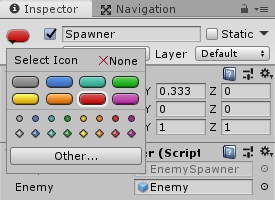 Inspector Navigation
Spawner Static
Layer Default
Select Icon None
Y 0.333 Z 0
Y 0 Z 0
Y 1 Z 1
Other...
r (Script
EnemySpawner
Enemy Enemy